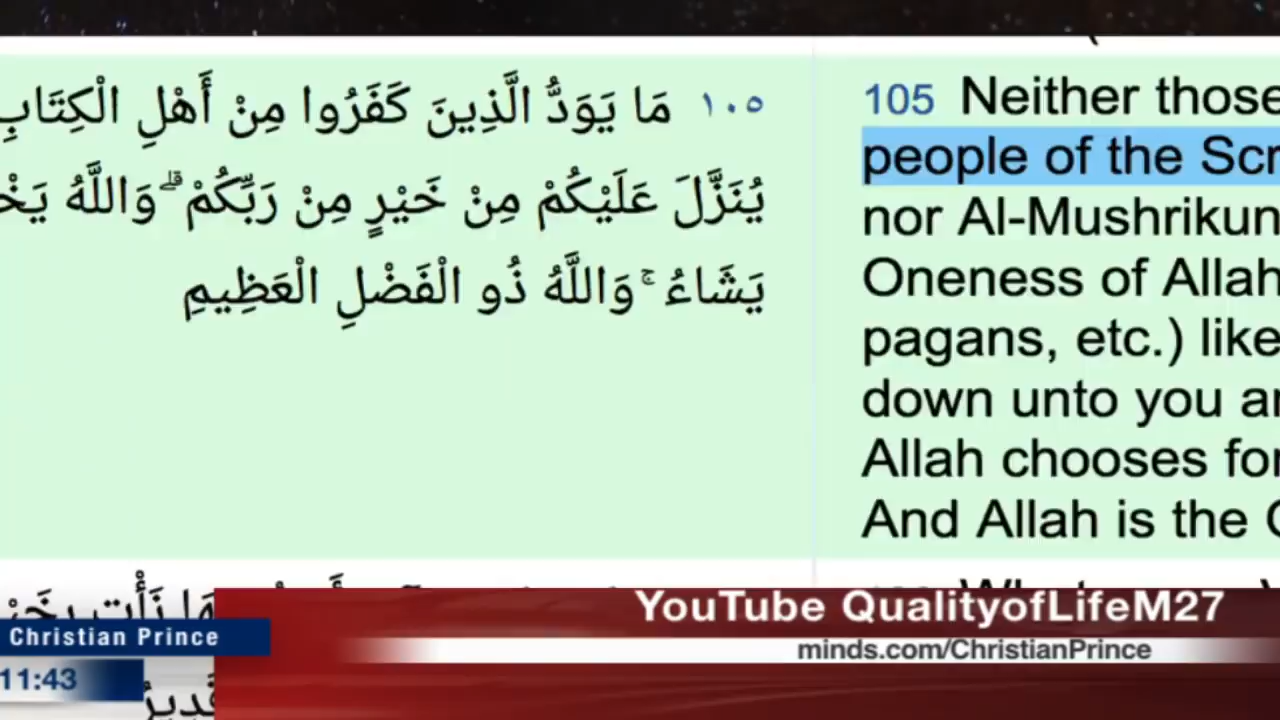 ١٠٥ مَا يَوَدُّ الَّذِينَ كَفَرُوا مِنْ أَهْلِ الْكِتَابِ
يُنَزَّلَ عَلَيْكُمْ مِنْ خَيْرٍ مِنْ رَبِّكُمْ ۗ وَاللَّهُ
يَشَاءُ ۚ وَاللَّهُ ذُو الْفَضْلِ الْعَظِيمِ
105 Neither those
people of the Scr
nor Al-Mushrikun
Oneness of Allah
pagans, etc.) like
down unto you an
Allah chooses for
And Allah is the
YouTube QualityofLifeM27
Christian Prince
minds.com/ChristianPrince
11:43